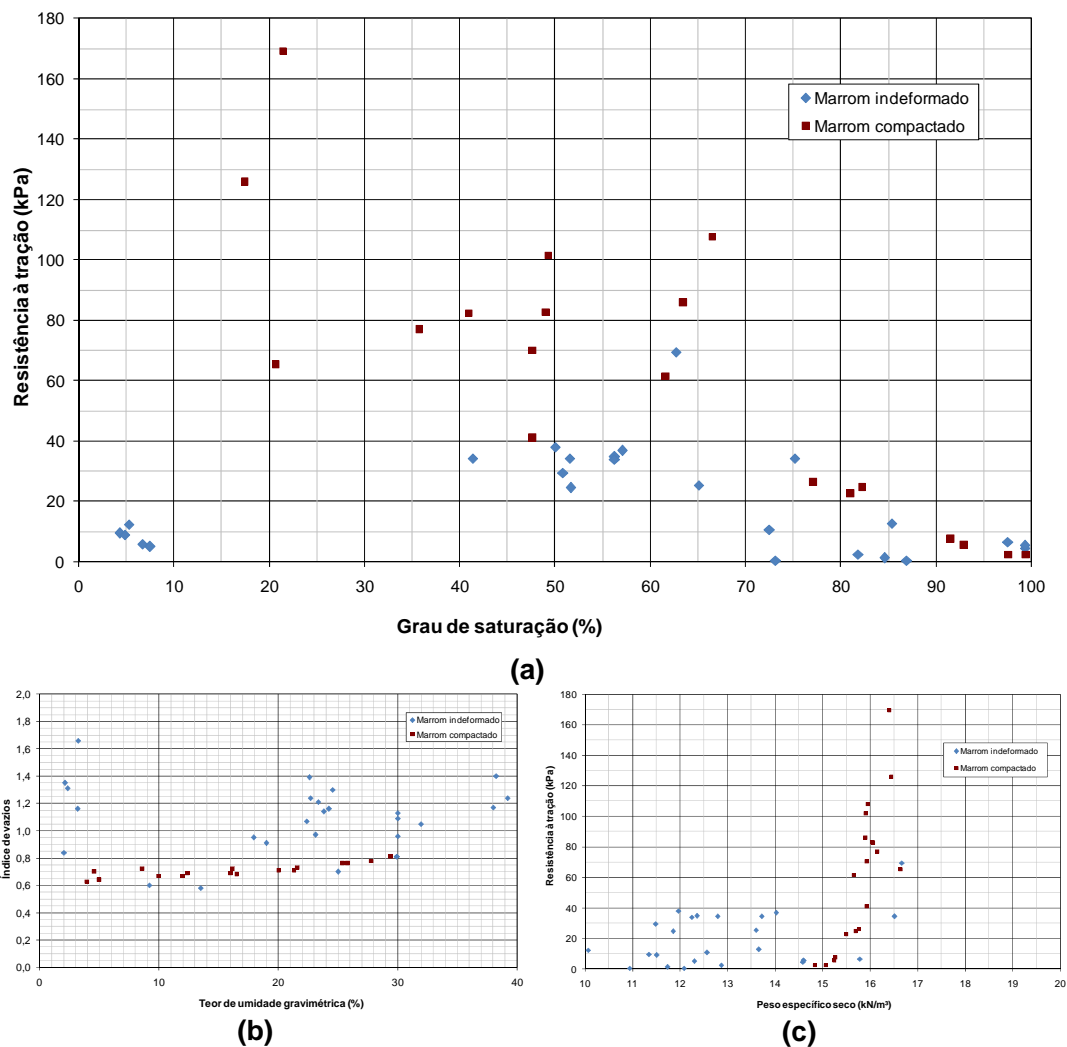 180
160
140
120
100
80
60
40
20
0
Resistência à tração (kPa)
Marrom indeformado
Marrom compactado
0 10 20 30 40 50 60 70 80 90 100
Grau de saturação (%)
(a)
2,0
1,8
1,6
1,4
1,2
1,0
0,8
0,6
0,4
0,2
0,0
Índice de vazios
Marrom indeformado
Marrom compactado
0 10 20 30 40
Teor de umidade gravimétrica (%)
(b)
180
160
140
120
100
80
60
40
20
0
Resistência à tração (kPa)
Marrom indeformado
Marrom compactado
10 11 12 13 14 15 16 17 18 19 20
Peso específico seco (kN/m³)
(c)